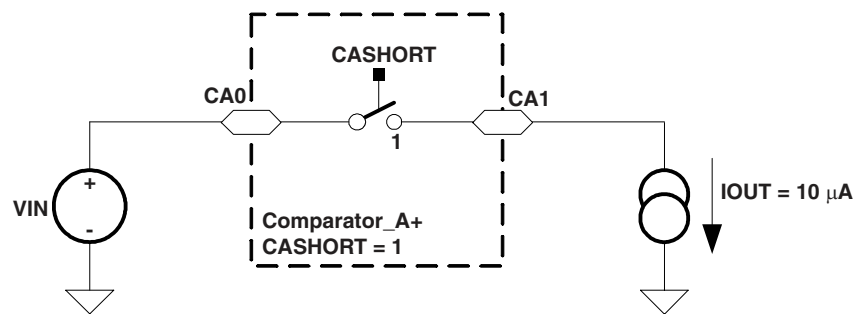 CASHORT
CA0
CA1
1
VIN
+
-
Comparator_A+
CASHORT = 1
IOUT = 10 μA